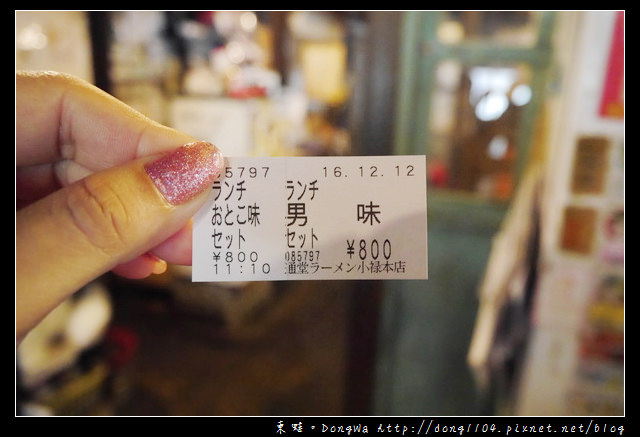 85797
ランチ
おとこ味
セット
¥800
11:10
ランチ 16.12.12
男 味
セット ¥800
085797
通堂ラーメン小禄本店
東蛙。DongWa http://dong1104.pixnet.net/blog